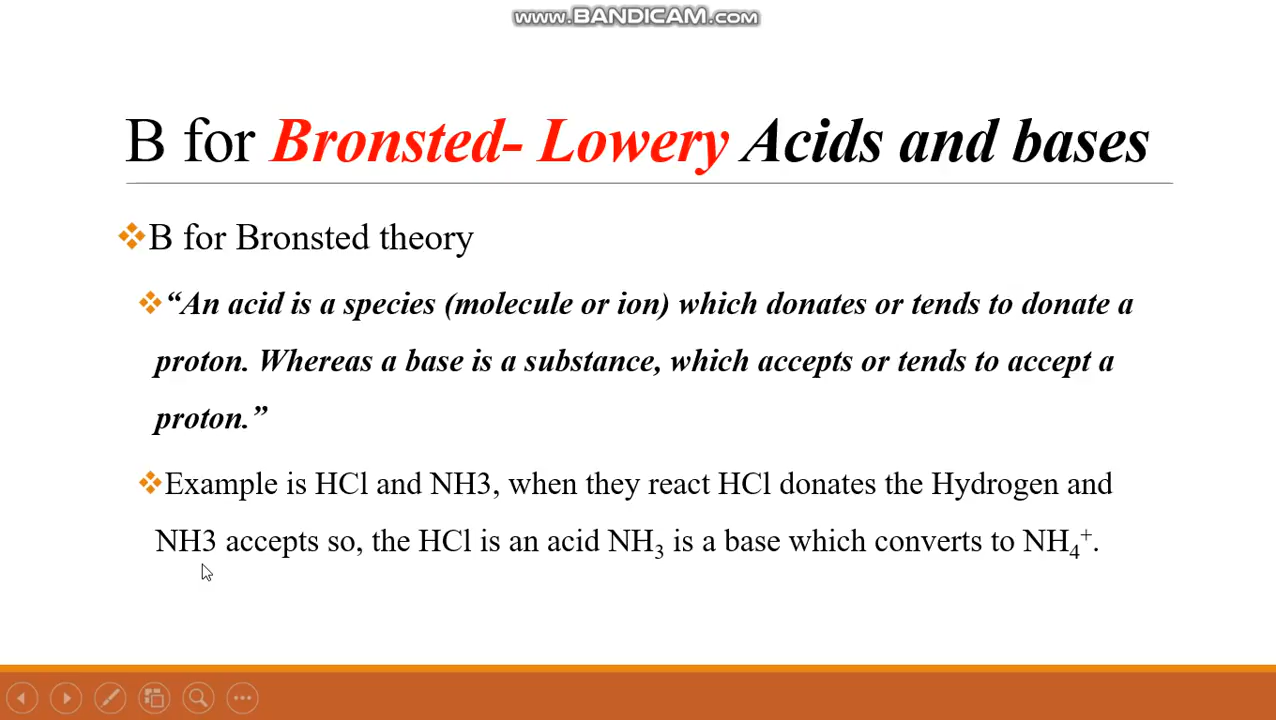 www.BANDICAM.com
B for Bronsted- Lowery Acids and bases
B for Bronsted theory
“An acid is a species (molecule or ion) which donates or tends to donate a
proton. Whereas a base is a substance, which accepts or tends to accept a
proton.”
Example is HCl and NH3, when they react HCl donates the Hydrogen and
NH3 accepts so, the HCl is an acid NH₃ is a base which converts to NH₄⁺.